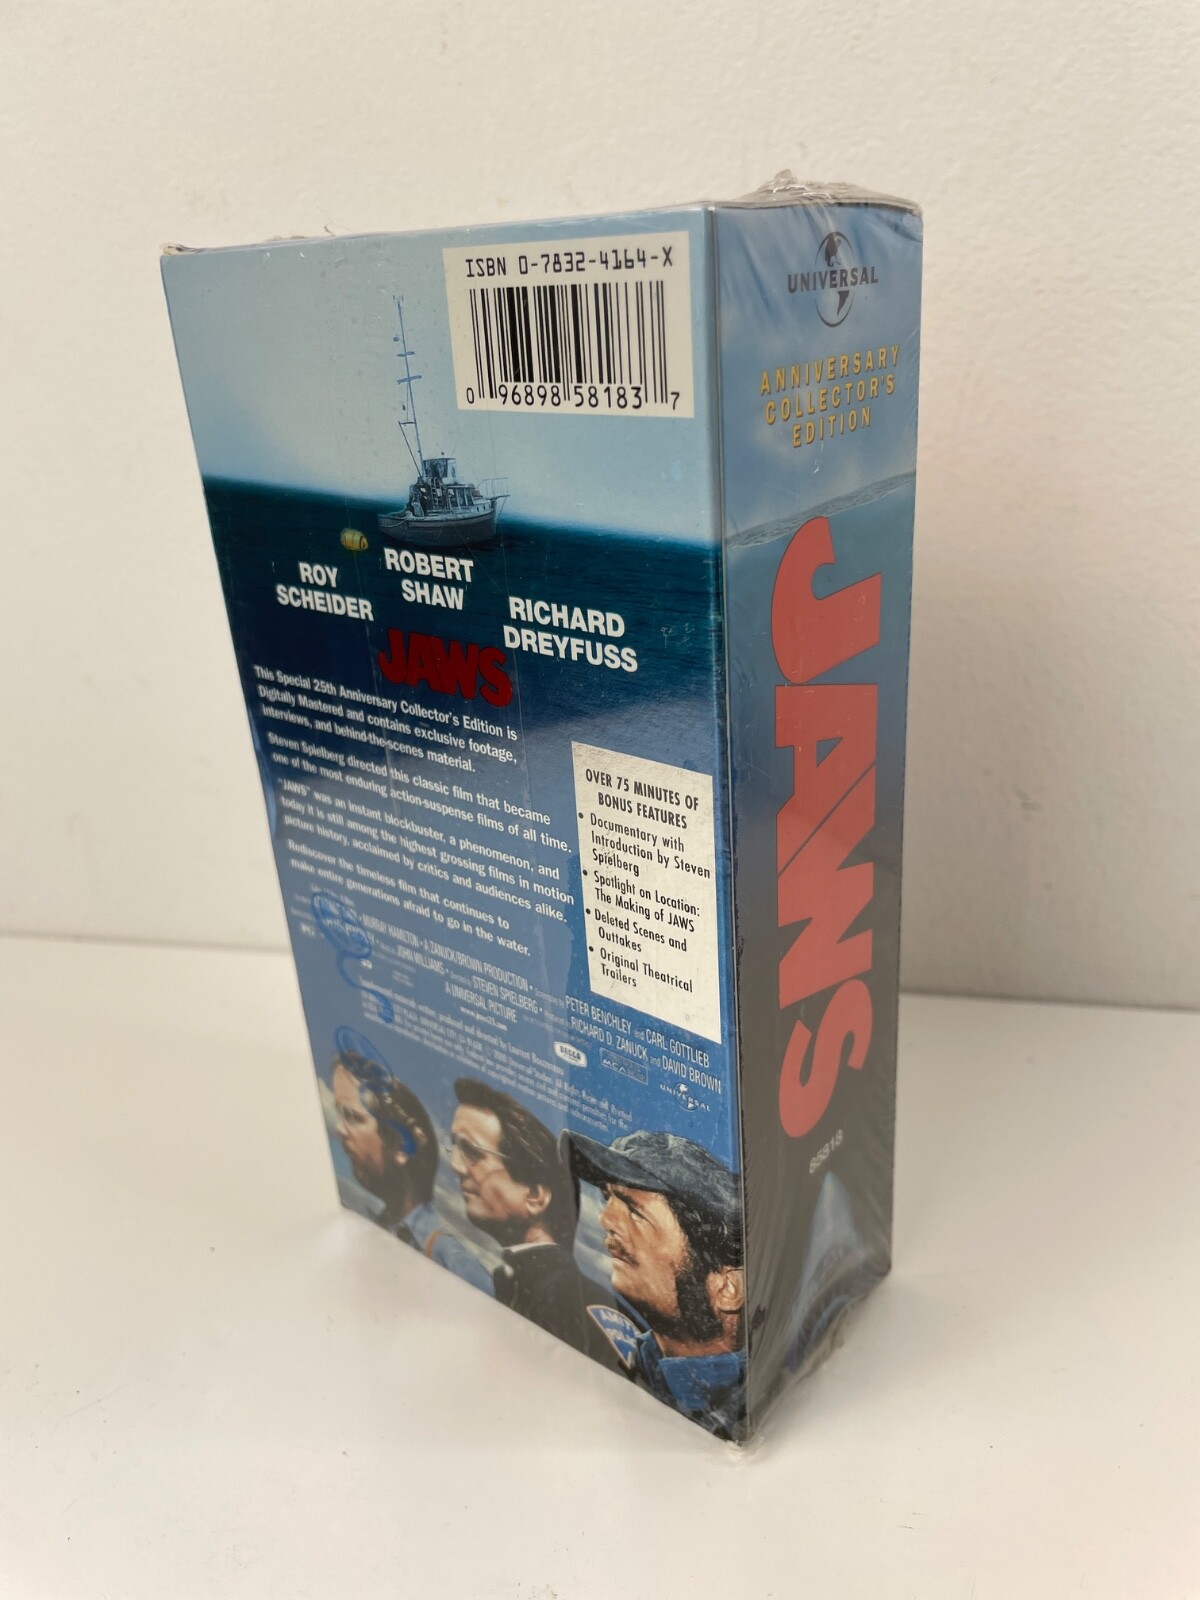 ISBN 0-7832-4164-X
0 96898 58183 7
ROY
SCHEIDER
ROBERT
SHAW
RICHARD
DREYFUSS
JAWS
This Special 25th Anniversary Collector's Edition is
Digitally Mastered and contains exclusive footage,
interviews, and behind-the-scenes material.
Steven Spielberg directed this classic film that became
one of the most enduring action-suspense films of all time.
"JAWS" was an instant blockbuster, a phenomenon, and
today it is still among the highest grossing films in motion
picture history, acclaimed by critics and audiences alike.
Rediscover the timeless film that continues to
make entire generations afraid to go in the water.
OVER 75 MINUTES OF
BONUS FEATURES
• Documentary with
Introduction by Steven
Spielberg
• Spotlight on Location:
The Making of JAWS
• Deleted Scenes and
Outtakes
• Original Theatrical
Trailers
MURRAY HAMILTON • A ZANUCK/BROWN PRODUCTION •
PETER BENCHLEY and CARL GOTTLIEB
JOHN WILLIAMS • STEVEN SPIELBERG •
RICHARD D. ZANUCK and DAVID BROWN
A UNIVERSAL PICTURE
DECCA
MCA
UNIVERSAL
AMITY
UNIVERSAL
ANNIVERSARY
COLLECTOR'S
EDITION
JAWS
85818